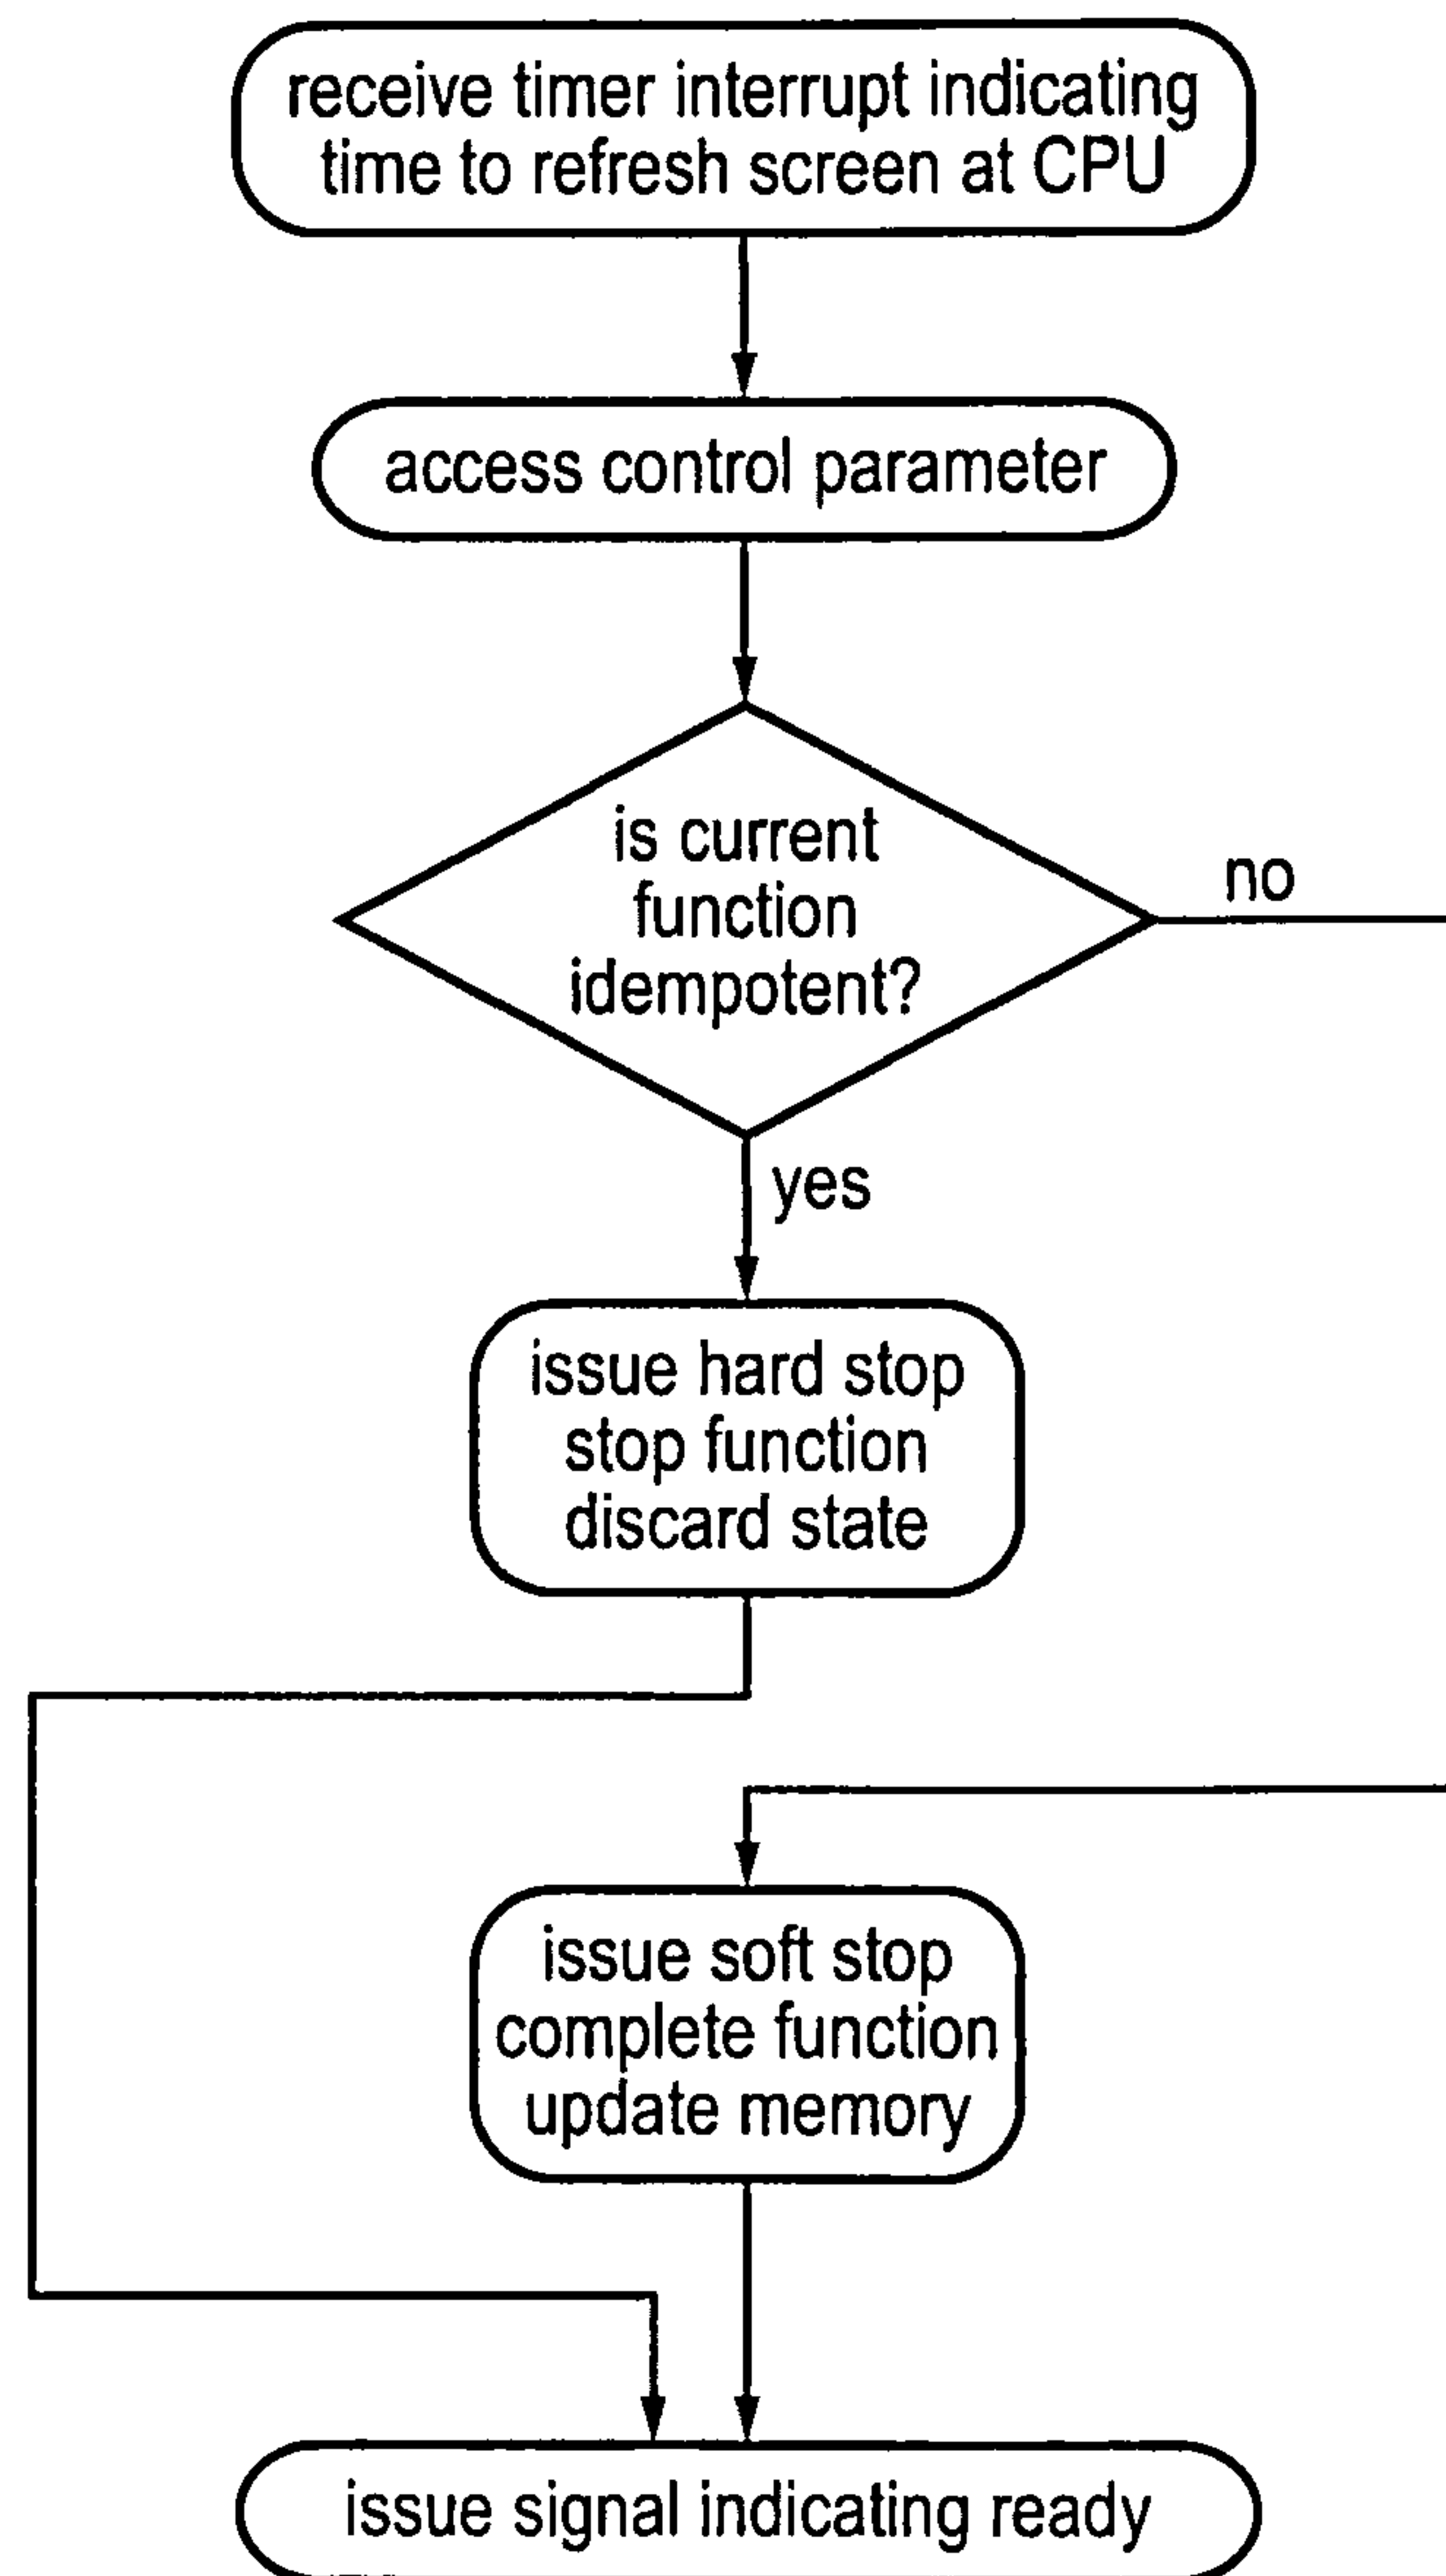 receive timer interrupt indicating
time to refresh screen at CPU
access control parameter
is current
function
idempotent?
no
yes
issue hard stop
stop function
discard state
issue soft stop
complete function
update memory
issue signal indicating ready